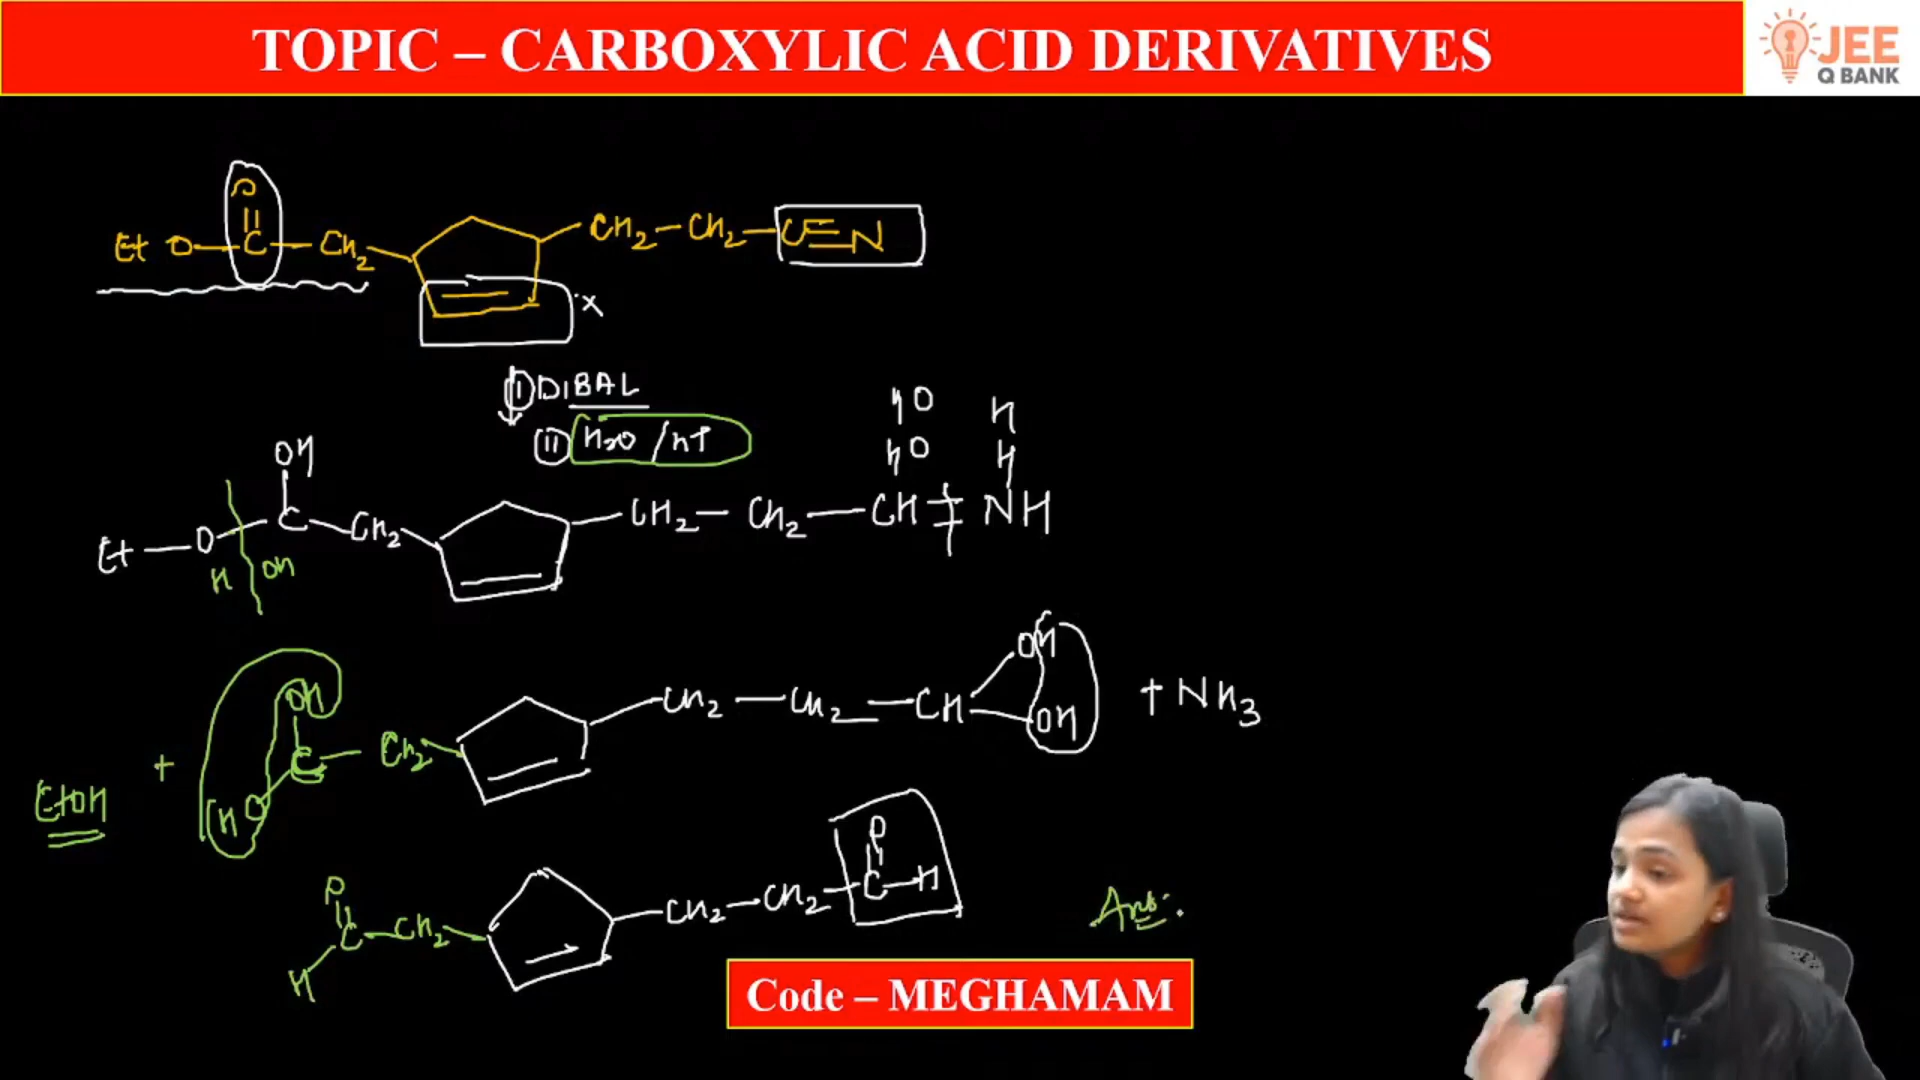 TOPIC – CARBOXYLIC ACID DERIVATIVES
JEE
Q BANK
O
Et O–C–CH2 CH2–CH2–C≡N
x
(I) DIBAL
(II) H2O / H+
HO H
OH HO H
Et–O–C–CH2 CH2–CH2–CH NH
H OH
OH OH
CH2–CH2–CH + NH3
OH
EtOH + HO C–CH2
O
O C–H
H C–CH2 CH2–CH2 Ans:.
Code – MEGHAMAM